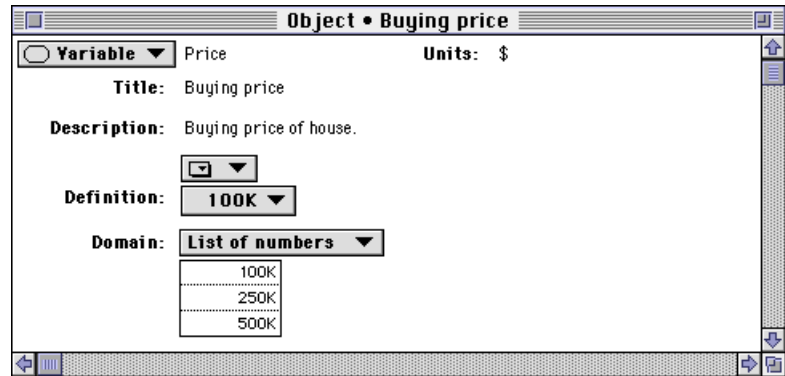 Object • Buying price
Variable Price Units: $
Title: Buying price
Description: Buying price of house.
Definition: 100K
Domain: List of numbers
100K
250K
500K